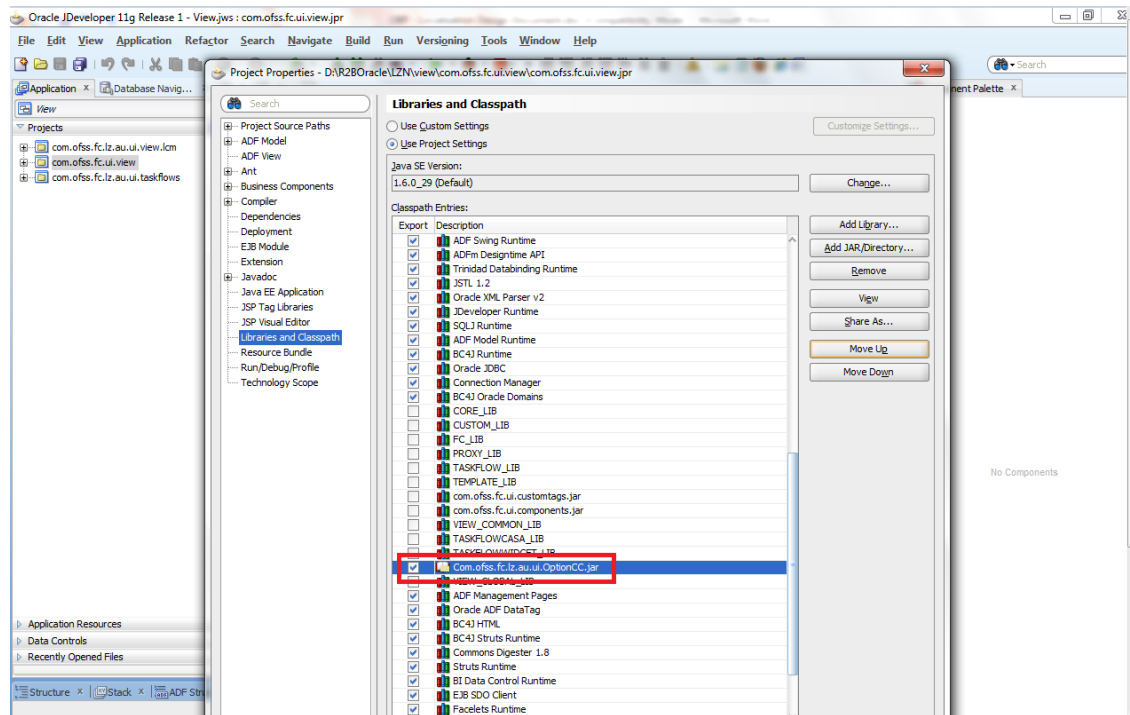 Oracle JDeveloper 11g Release 1 - View.jws : com.ofss.fc.ui.view.jpr
File Edit View Application Refactor Search Navigate Build Run Versioning Tools Window Help
Search
Application
Database Navig...
Project Properties - D:\R2BOracle\LZN\view\com.ofss.fc.ui.view\com.ofss.fc.ui.view.jpr
nent Palette
View
Projects
com.ofss.fc.lz.au.ui.view.lcm
com.ofss.fc.ui.view
com.ofss.fc.lz.au.ui.taskflows
Application Resources
Data Controls
Recently Opened Files
Structure
Stack
ADF Stru
Search
Project Source Paths
ADF Model
ADF View
Ant
Business Components
Compiler
Dependencies
Deployment
EJB Module
Extension
Javadoc
Java EE Application
JSP Tag Libraries
JSP Visual Editor
Libraries and Classpath
Resource Bundle
Run/Debug/Profile
Technology Scope
Libraries and Classpath
Use Custom Settings
Customize Settings...
Use Project Settings
Java SE Version:
1.6.0_29 (Default)
Change...
Classpath Entries:
Export Description
ADF Swing Runtime
ADFm Designtime API
Trinidad Databinding Runtime
JSTL 1.2
Oracle XML Parser v2
JDeveloper Runtime
SQLJ Runtime
ADF Model Runtime
BC4J Runtime
Oracle JDBC
Connection Manager
BC4J Oracle Domains
CORE_LIB
CUSTOM_LIB
FC_LIB
PROXY_LIB
TASKFLOW_LIB
TEMPLATE_LIB
com.ofss.fc.ui.customtags.jar
com.ofss.fc.ui.components.jar
VIEW_COMMON_LIB
TASKFLOWCASA_LIB
TASKFLOWWIDGET_LIB
Com.ofss.fc.lz.au.ui.OptionCC.jar
VIEW_GLOBAL_LIB
ADF Management Pages
Oracle ADF DataTag
BC4J HTML
BC4J Struts Runtime
Commons Digester 1.8
Struts Runtime
BI Data Control Runtime
EJB SDO Client
Facelets Runtime
Add Library...
Add JAR/Directory...
Remove
View
Share As...
Move Up
Move Down
No Components